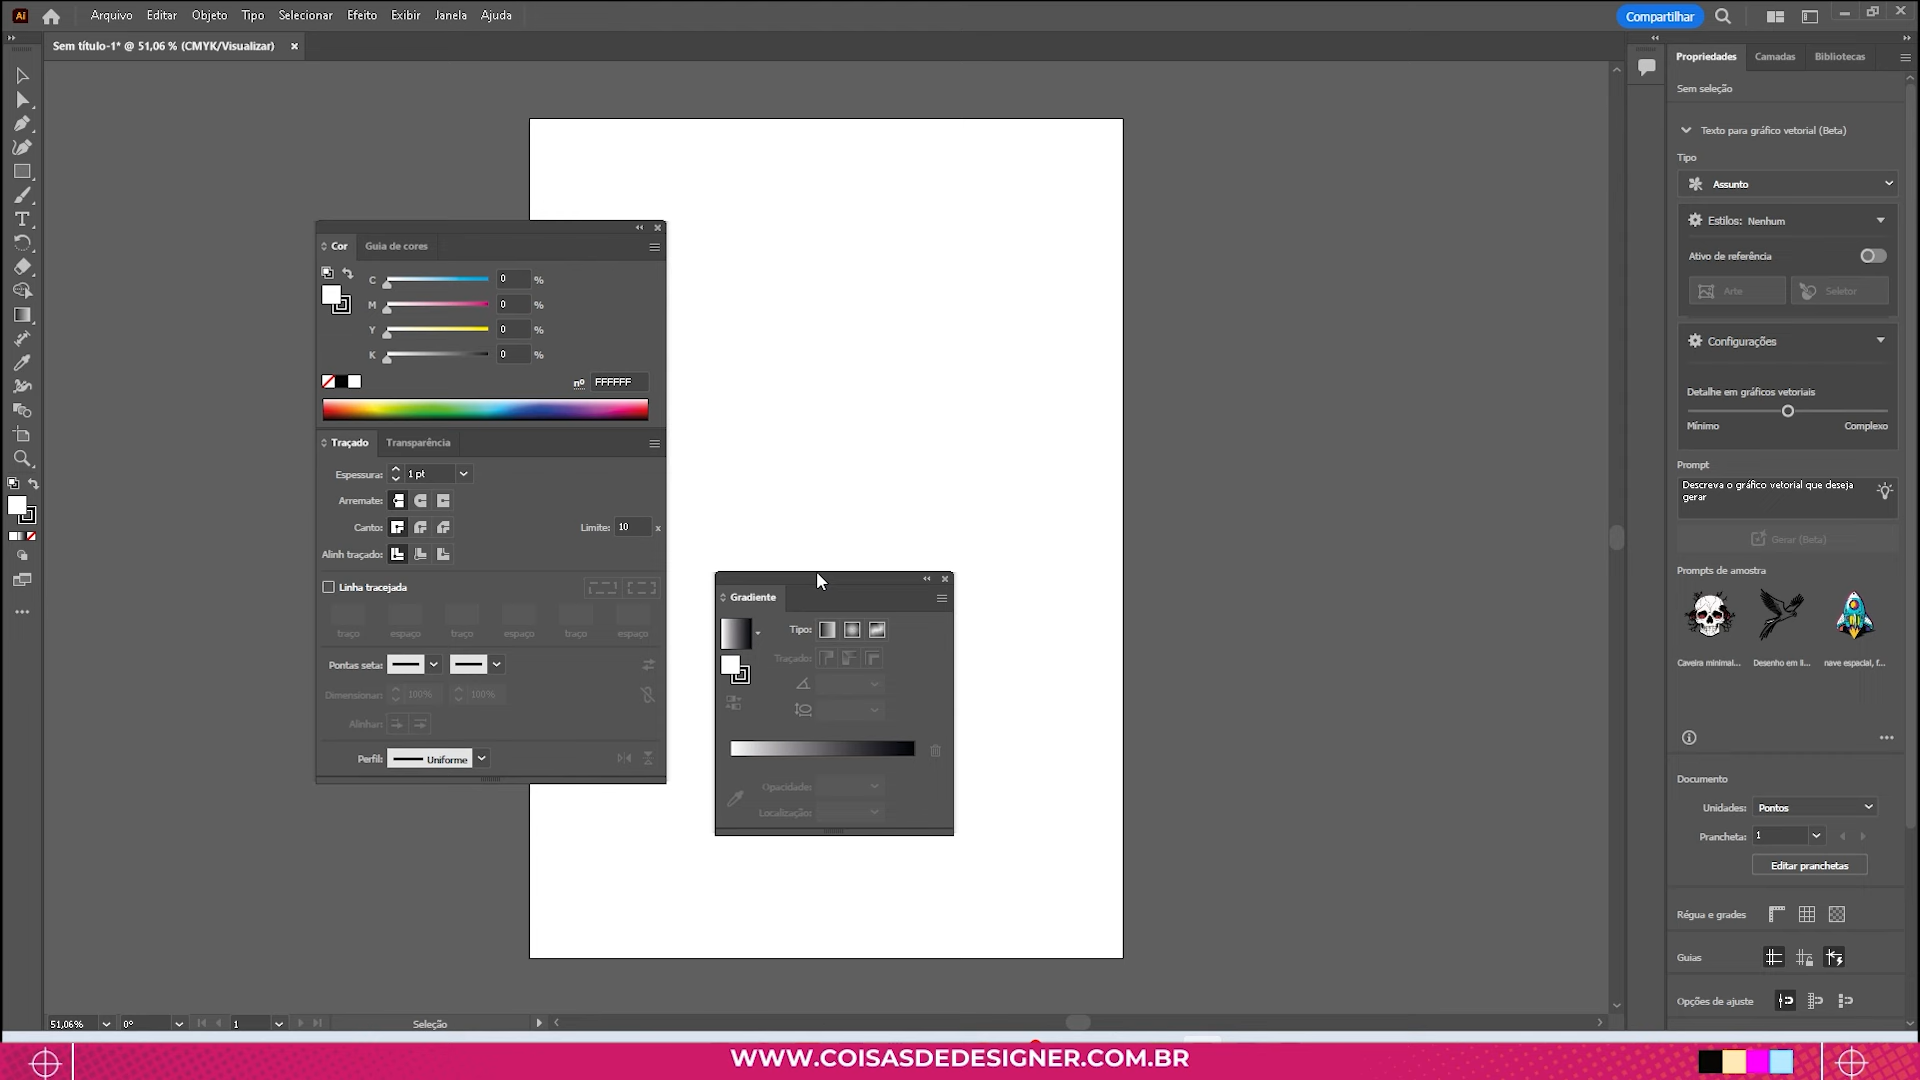 Ai Arquivo Editar Objeto Tipo Selecionar Efeito Exibir Janela Ajuda Compartilhar
Sem título-1* @ 51,06 % (CMYK/Visualizar)
Cor Guia de cores
C 0 %
M 0 %
Y 0 %
K 0 %
nº FFFFFF
Traçado Transparência
Espessura: 1 pt
Arremate:
Canto: Limite: 10 x
Alinh traçado:
Linha tracejada
traço espaço traço espaço traço espaço
Pontas seta:
Dimensionar: 100% 100%
Alinhar:
Perfil: Uniforme
Gradiente
Tipo:
Traçado:
Opacidade:
Localização:
Propriedades Camadas Bibliotecas
Sem seleção
Texto para gráfico vetorial (Beta)
Tipo
Assunto
Estilos: Nenhum
Ativo de referência
Arte Seletor
Configurações
Detalhe em gráficos vetoriais
Mínimo Complexo
Prompt
Descreva o gráfico vetorial que deseja
gerar
Gerar (Beta)
Prompts de amostra
Caveira minimal... Desenho em li... nave espacial, f...
Documento
Unidades: Pontos
Prancheta: 1
Editar pranchetas
Régua e grades
Guias
Opções de ajuste
51,06% 0° 1 Seleção
WWW.COISASDEDESIGNER.COM.BR